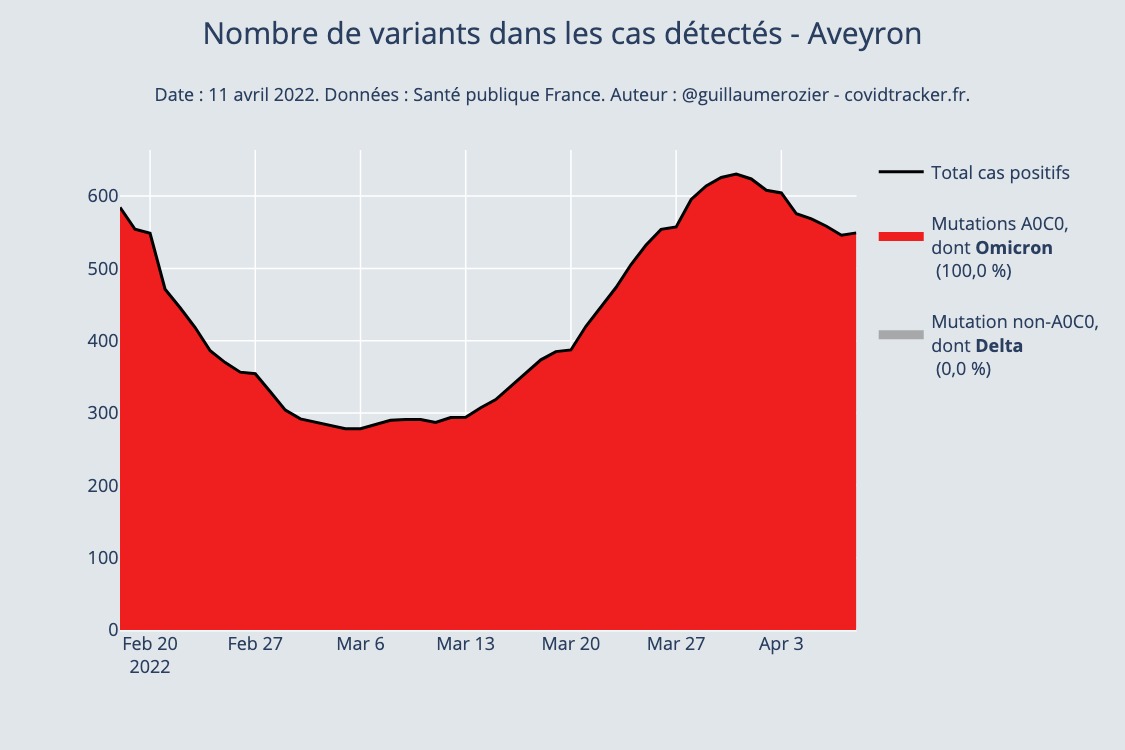 Nombre de variants dans les cas détectés - Aveyron
Date : 11 avril 2022. Données : Santé publique France. Auteur : @guillaumerozier - covidtracker.fr.
Total cas positifs
Mutations A0C0,
dont Omicron
(100,0 %)
Mutation non-A0C0,
dont Delta
(0,0 %)
600
500
400
300
200
100
0
Feb 20 Feb 27 Mar 6 Mar 13 Mar 20 Mar 27 Apr 3
2022